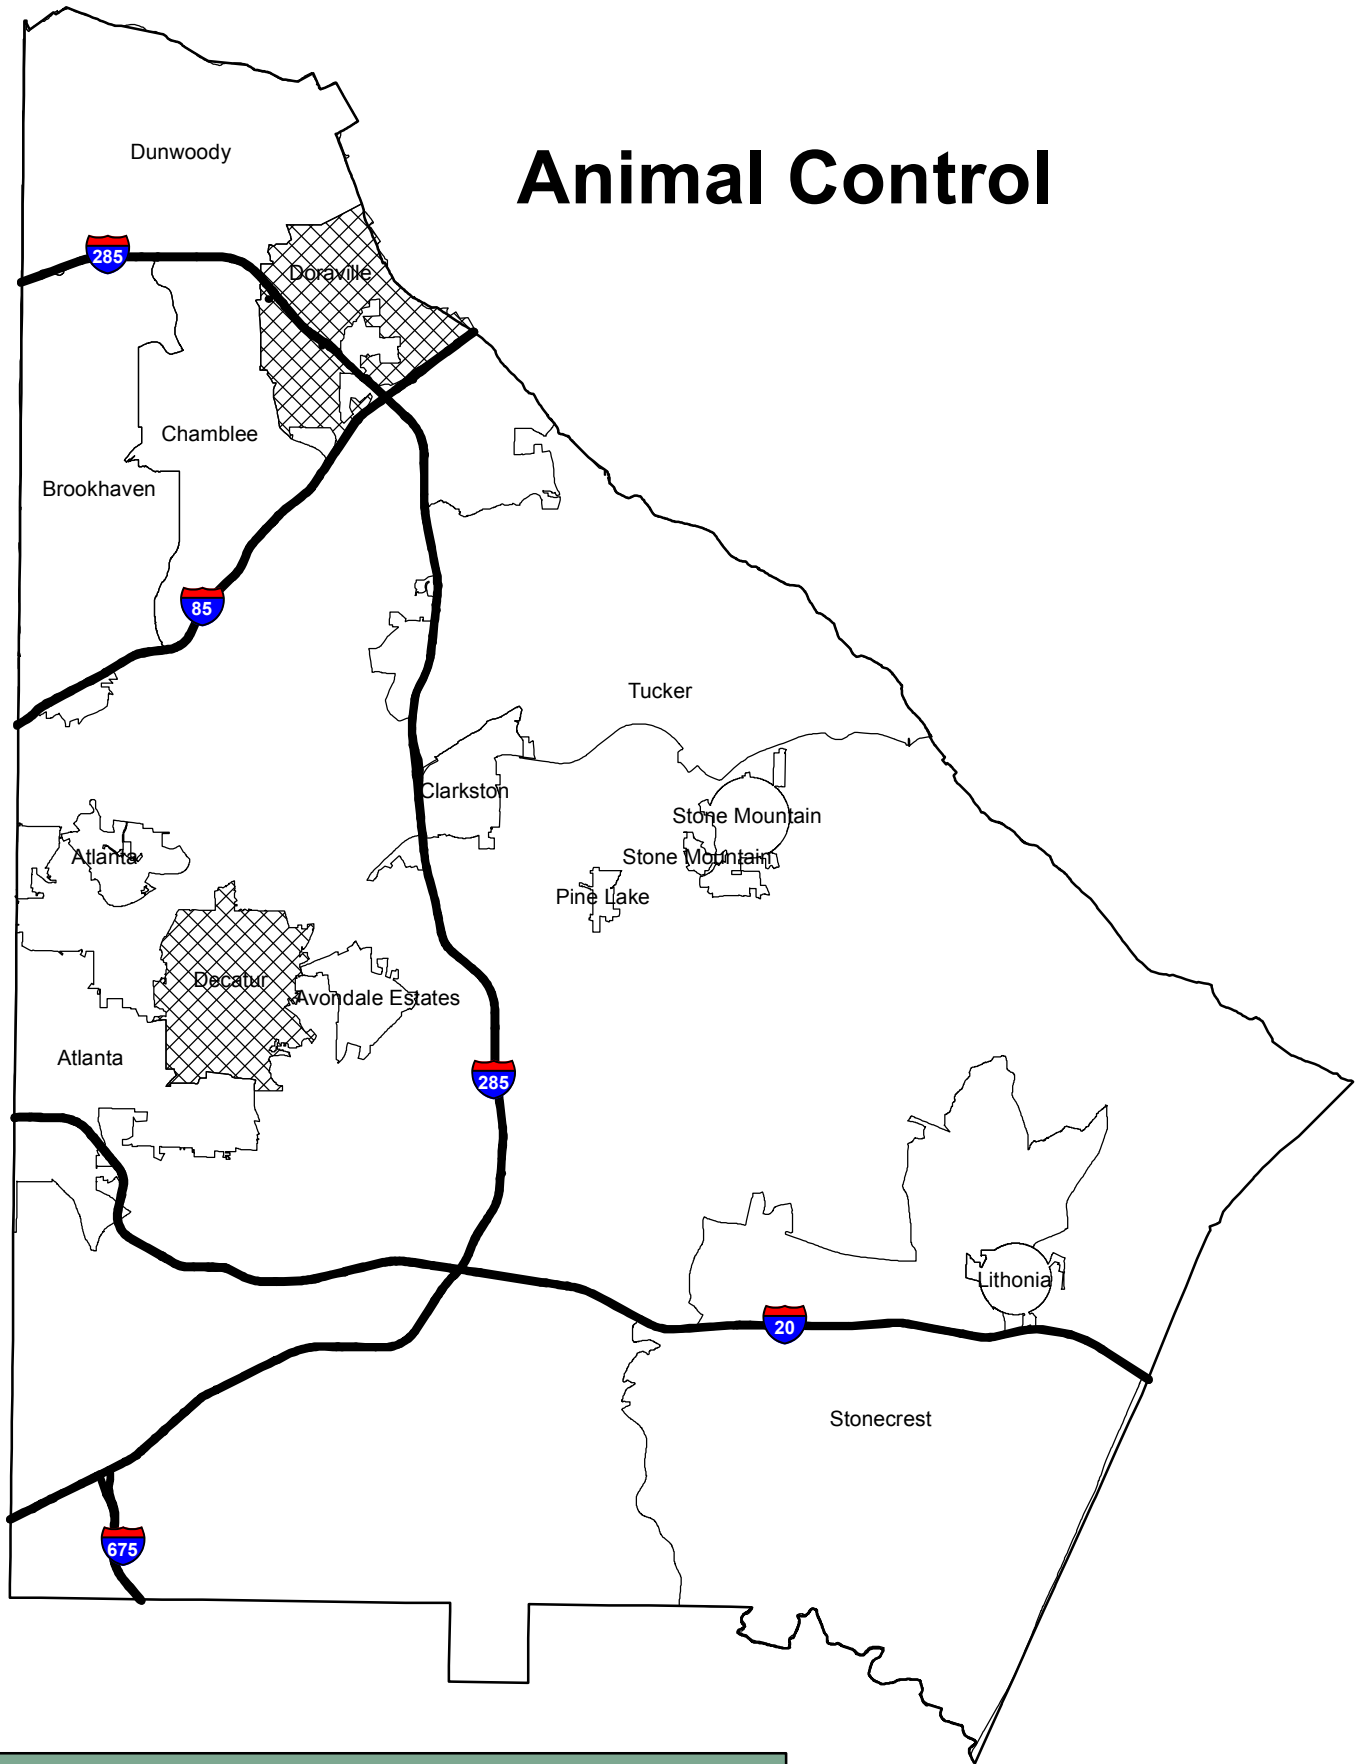 Animal Control
Dunwoody
285
Doraville
Chamblee
Brookhaven
85
Tucker
Clarkston
Stone Mountain
Stone Mountain
Atlanta
Pine Lake
Decatur
Avondale Estates
Atlanta
285
Lithonia
20
Stonecrest
675